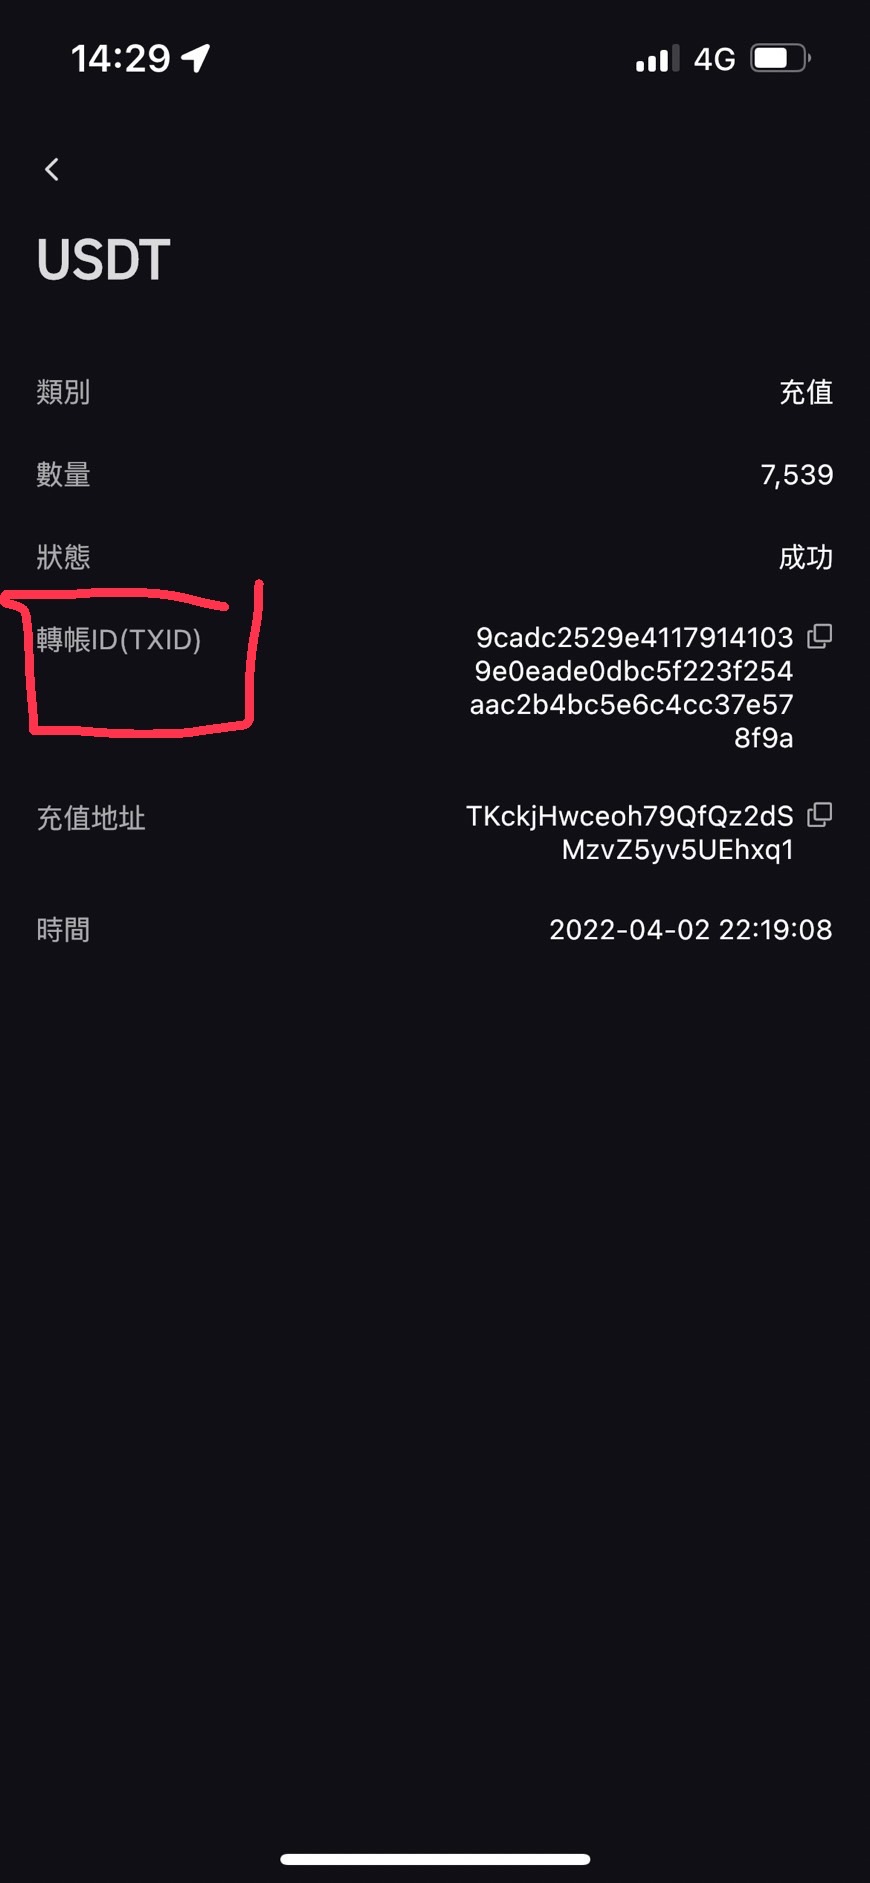 14:29
4G
USDT
類別
充值
數量
7,539
狀態
成功
轉帳ID(TXID)
9cadc2529e4117914103
9e0eade0dbc5f223f254
aac2b4bc5e6c4cc37e57
8f9a
充值地址
TKckjHwceoh79QfQz2dS
MzvZ5yv5UEhxq1
時間
2022-04-02 22:19:08